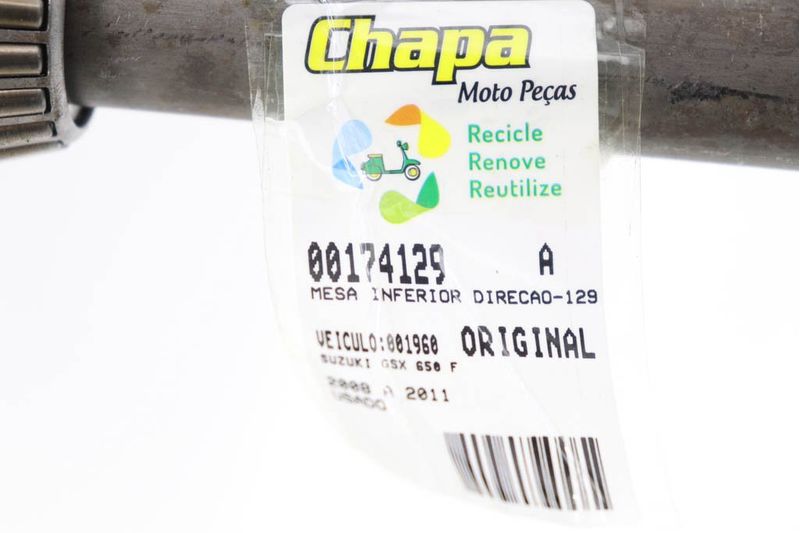 Chapa
Moto Peças
Recicle
Renove
Reutilize
00174129 A
MESA INFERIOR DIRECAO-129
VEICULO:001960 ORIGINAL
SUZUKI GSX 650 F
2008 A 2011
USADO